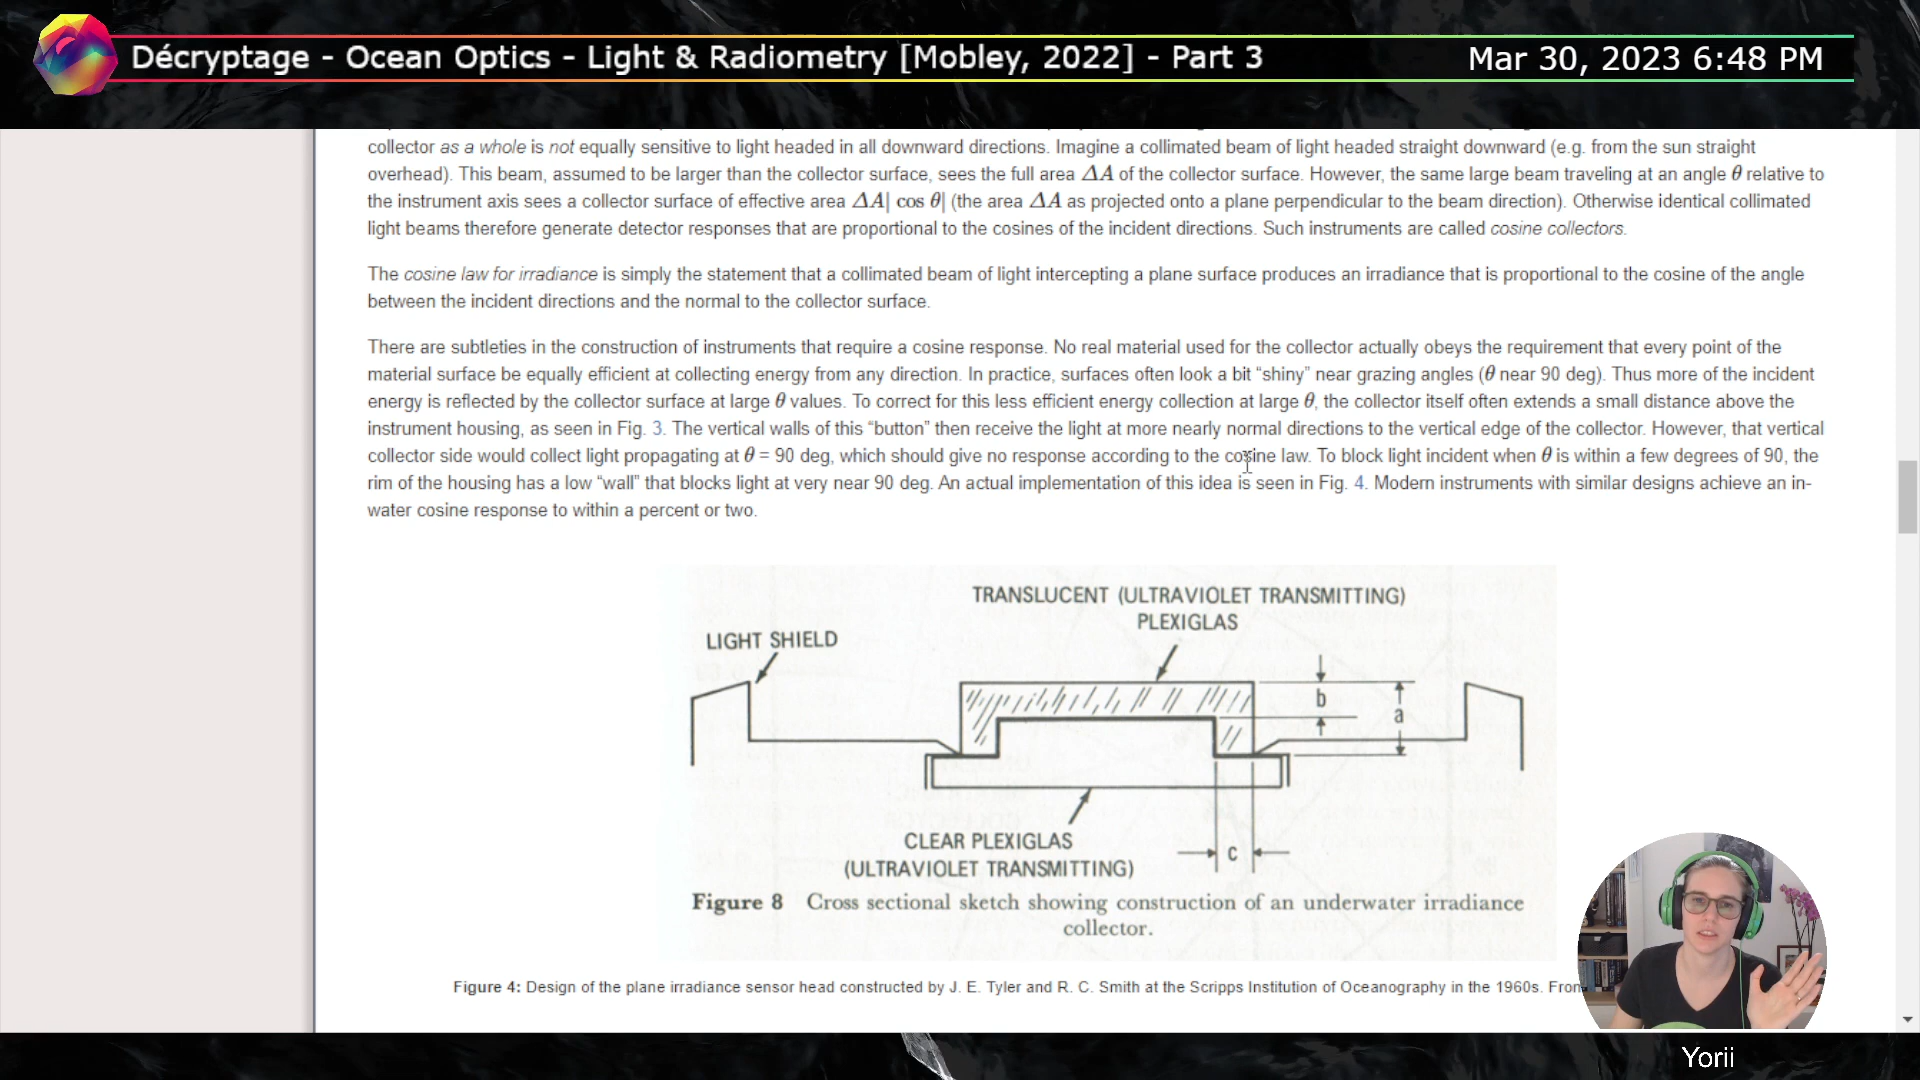 Décryptage - Ocean Optics - Light & Radiometry [Mobley, 2022] - Part 3
Mar 30, 2023 6:48 PM
collector as a whole is not equally sensitive to light headed in all downward directions. Imagine a collimated beam of light headed straight downward (e.g. from the sun straight
overhead). This beam, assumed to be larger than the collector surface, sees the full area ΔA of the collector surface. However, the same large beam traveling at an angle θ relative to
the instrument axis sees a collector surface of effective area ΔA| cos θ| (the area ΔA as projected onto a plane perpendicular to the beam direction). Otherwise identical collimated
light beams therefore generate detector responses that are proportional to the cosines of the incident directions. Such instruments are called cosine collectors.
The cosine law for irradiance is simply the statement that a collimated beam of light intercepting a plane surface produces an irradiance that is proportional to the cosine of the angle
between the incident directions and the normal to the collector surface.
There are subtleties in the construction of instruments that require a cosine response. No real material used for the collector actually obeys the requirement that every point of the
material surface be equally efficient at collecting energy from any direction. In practice, surfaces often look a bit “shiny” near grazing angles (θ near 90 deg). Thus more of the incident
energy is reflected by the collector surface at large θ values. To correct for this less efficient energy collection at large θ, the collector itself often extends a small distance above the
instrument housing, as seen in Fig. 3. The vertical walls of this “button” then receive the light at more nearly normal directions to the vertical edge of the collector. However, that vertical
collector side would collect light propagating at θ = 90 deg, which should give no response according to the cosine law. To block light incident when θ is within a few degrees of 90, the
rim of the housing has a low “wall” that blocks light at very near 90 deg. An actual implementation of this idea is seen in Fig. 4. Modern instruments with similar designs achieve an in-
water cosine response to within a percent or two.
TRANSLUCENT (ULTRAVIOLET TRANSMITTING)
PLEXIGLAS
LIGHT SHIELD
b
a
CLEAR PLEXIGLAS
(ULTRAVIOLET TRANSMITTING)
c
Figure 8 Cross sectional sketch showing construction of an underwater irradiance
collector.
Figure 4: Design of the plane irradiance sensor head constructed by J. E. Tyler and R. C. Smith at the Scripps Institution of Oceanography in the 1960s.
Yorii